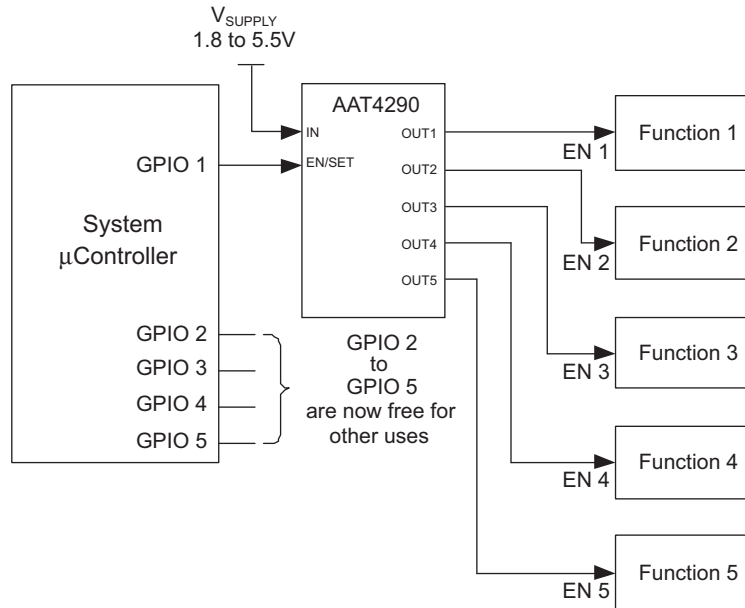 V_SUPPLY
1.8 to 5.5V
AAT4290
IN
EN/SET
OUT1
OUT2
OUT3
OUT4
OUT5
GPIO 1
System
μController
GPIO 2
GPIO 3
GPIO 4
GPIO 5
GPIO 2
to
GPIO 5
are now free for
other uses
EN 1
Function 1
EN 2
Function 2
EN 3
Function 3
EN 4
Function 4
EN 5
Function 5